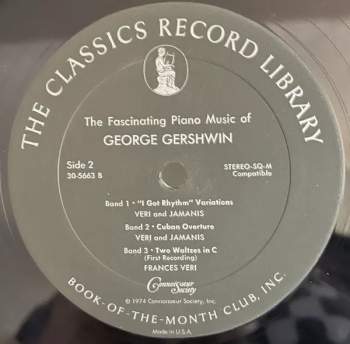 THE CLASSICS RECORD LIBRARY
The Fascinating Piano Music of
GEORGE GERSHWIN
Side 2
30-5663 B
STEREO-SQ-M
Compatible
Band 1 • "I Got Rhythm" Variations
VERI and JAMANIS
Band 2 • Cuban Overture
VERI and JAMANIS
Band 3 • Two Waltzes in C
(First Recording)
FRANCES VERI
Connoisseur
Society
© 1974 Connoisseur Society, Inc.
BOOK-OF-THE-MONTH CLUB, INC.
Made in U.S.A.